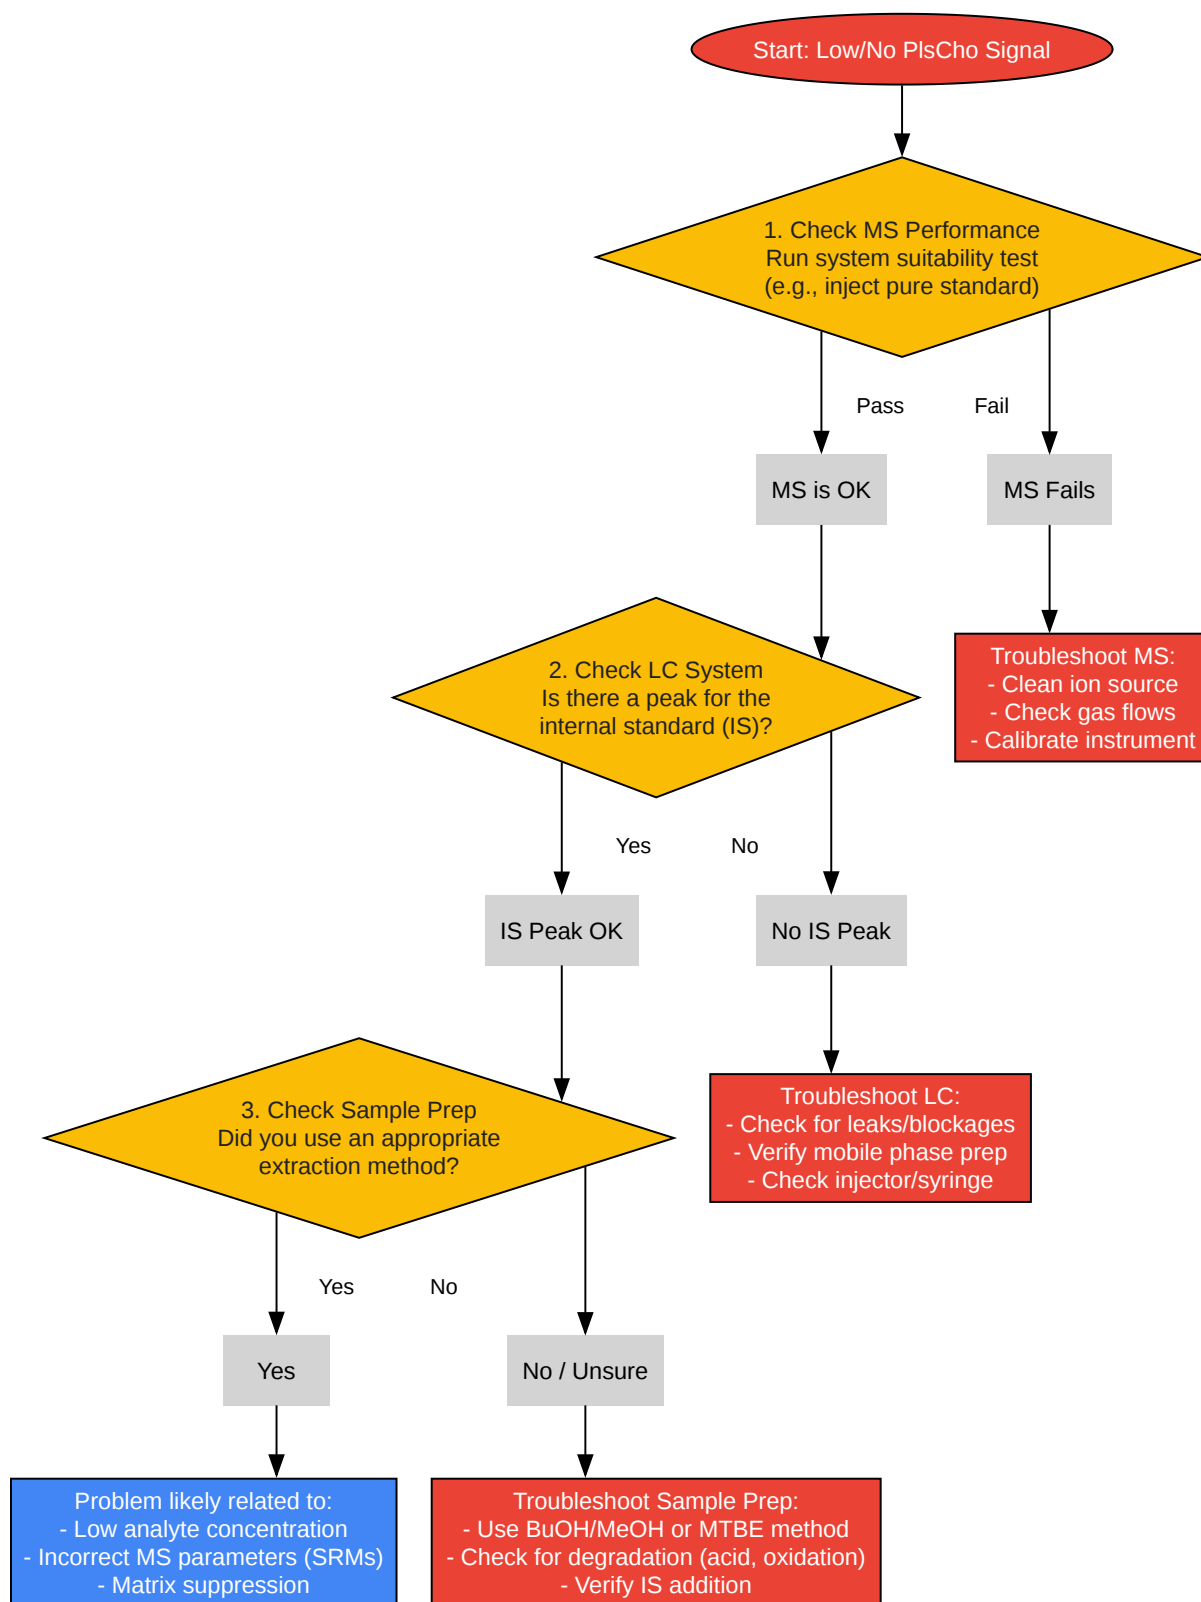 Start: Low/No PlsCho Signal
1. Check MS Performance
Run system suitability test
(e.g., inject pure standard)
Pass
Fail
MS is OK
MS Fails
2. Check LC System
Is there a peak for the
internal standard (IS)?
Troubleshoot MS:
- Clean ion source
- Check gas flows
- Calibrate instrument
Yes
No
IS Peak OK
No IS Peak
3. Check Sample Prep
Did you use an appropriate
extraction method?
Troubleshoot LC:
- Check for leaks/blockages
- Verify mobile phase prep
- Check injector/syringe
Yes
No
Yes
No / Unsure
Problem likely related to:
- Low analyte concentration
- Incorrect MS parameters (SRMs)
- Matrix suppression
Troubleshoot Sample Prep:
- Use BuOH/MeOH or MTBE method
- Check for degradation (acid, oxidation)
- Verify IS addition